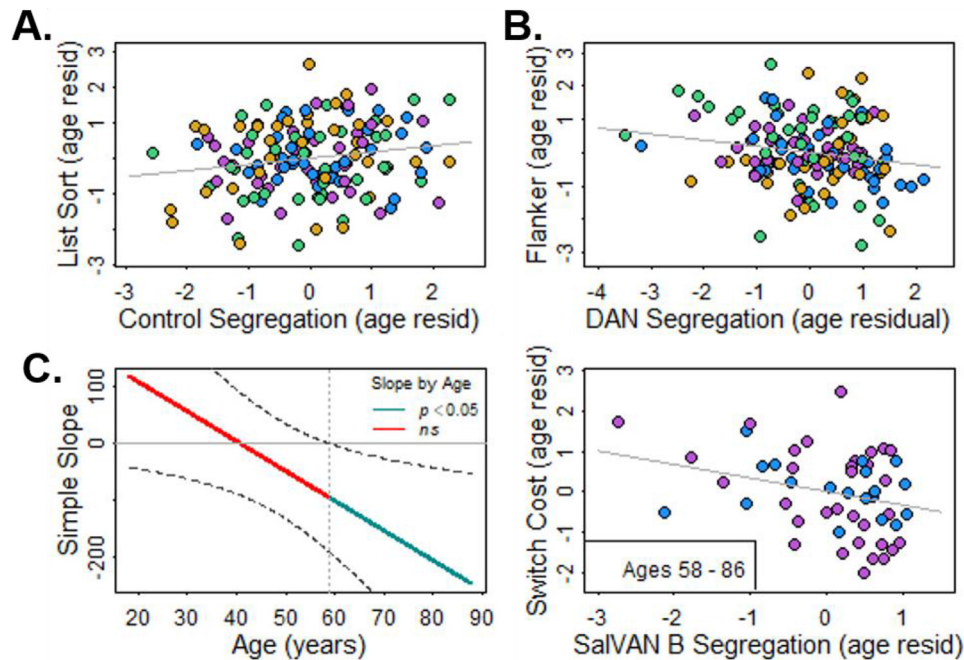 A.
B.
List Sort (age resid)
3
1
-1
-3
-3 -2 -1 0 1 2
Control Segregation (age resid)
Flanker (age resid)
3
2
1
0
-1
-3
-4 -3 -2 -1 0 1 2
DAN Segregation (age residual)
C.
Simple Slope
100
0
-200
Slope by Age
p < 0.05
ns
20 30 40 50 60 70 80 90
Age (years)
Switch Cost (age resid)
3
2
1
0
-1
-2
Ages 58 - 86
-3 -2 -1 0 1
SalVAN B Segregation (age resid)